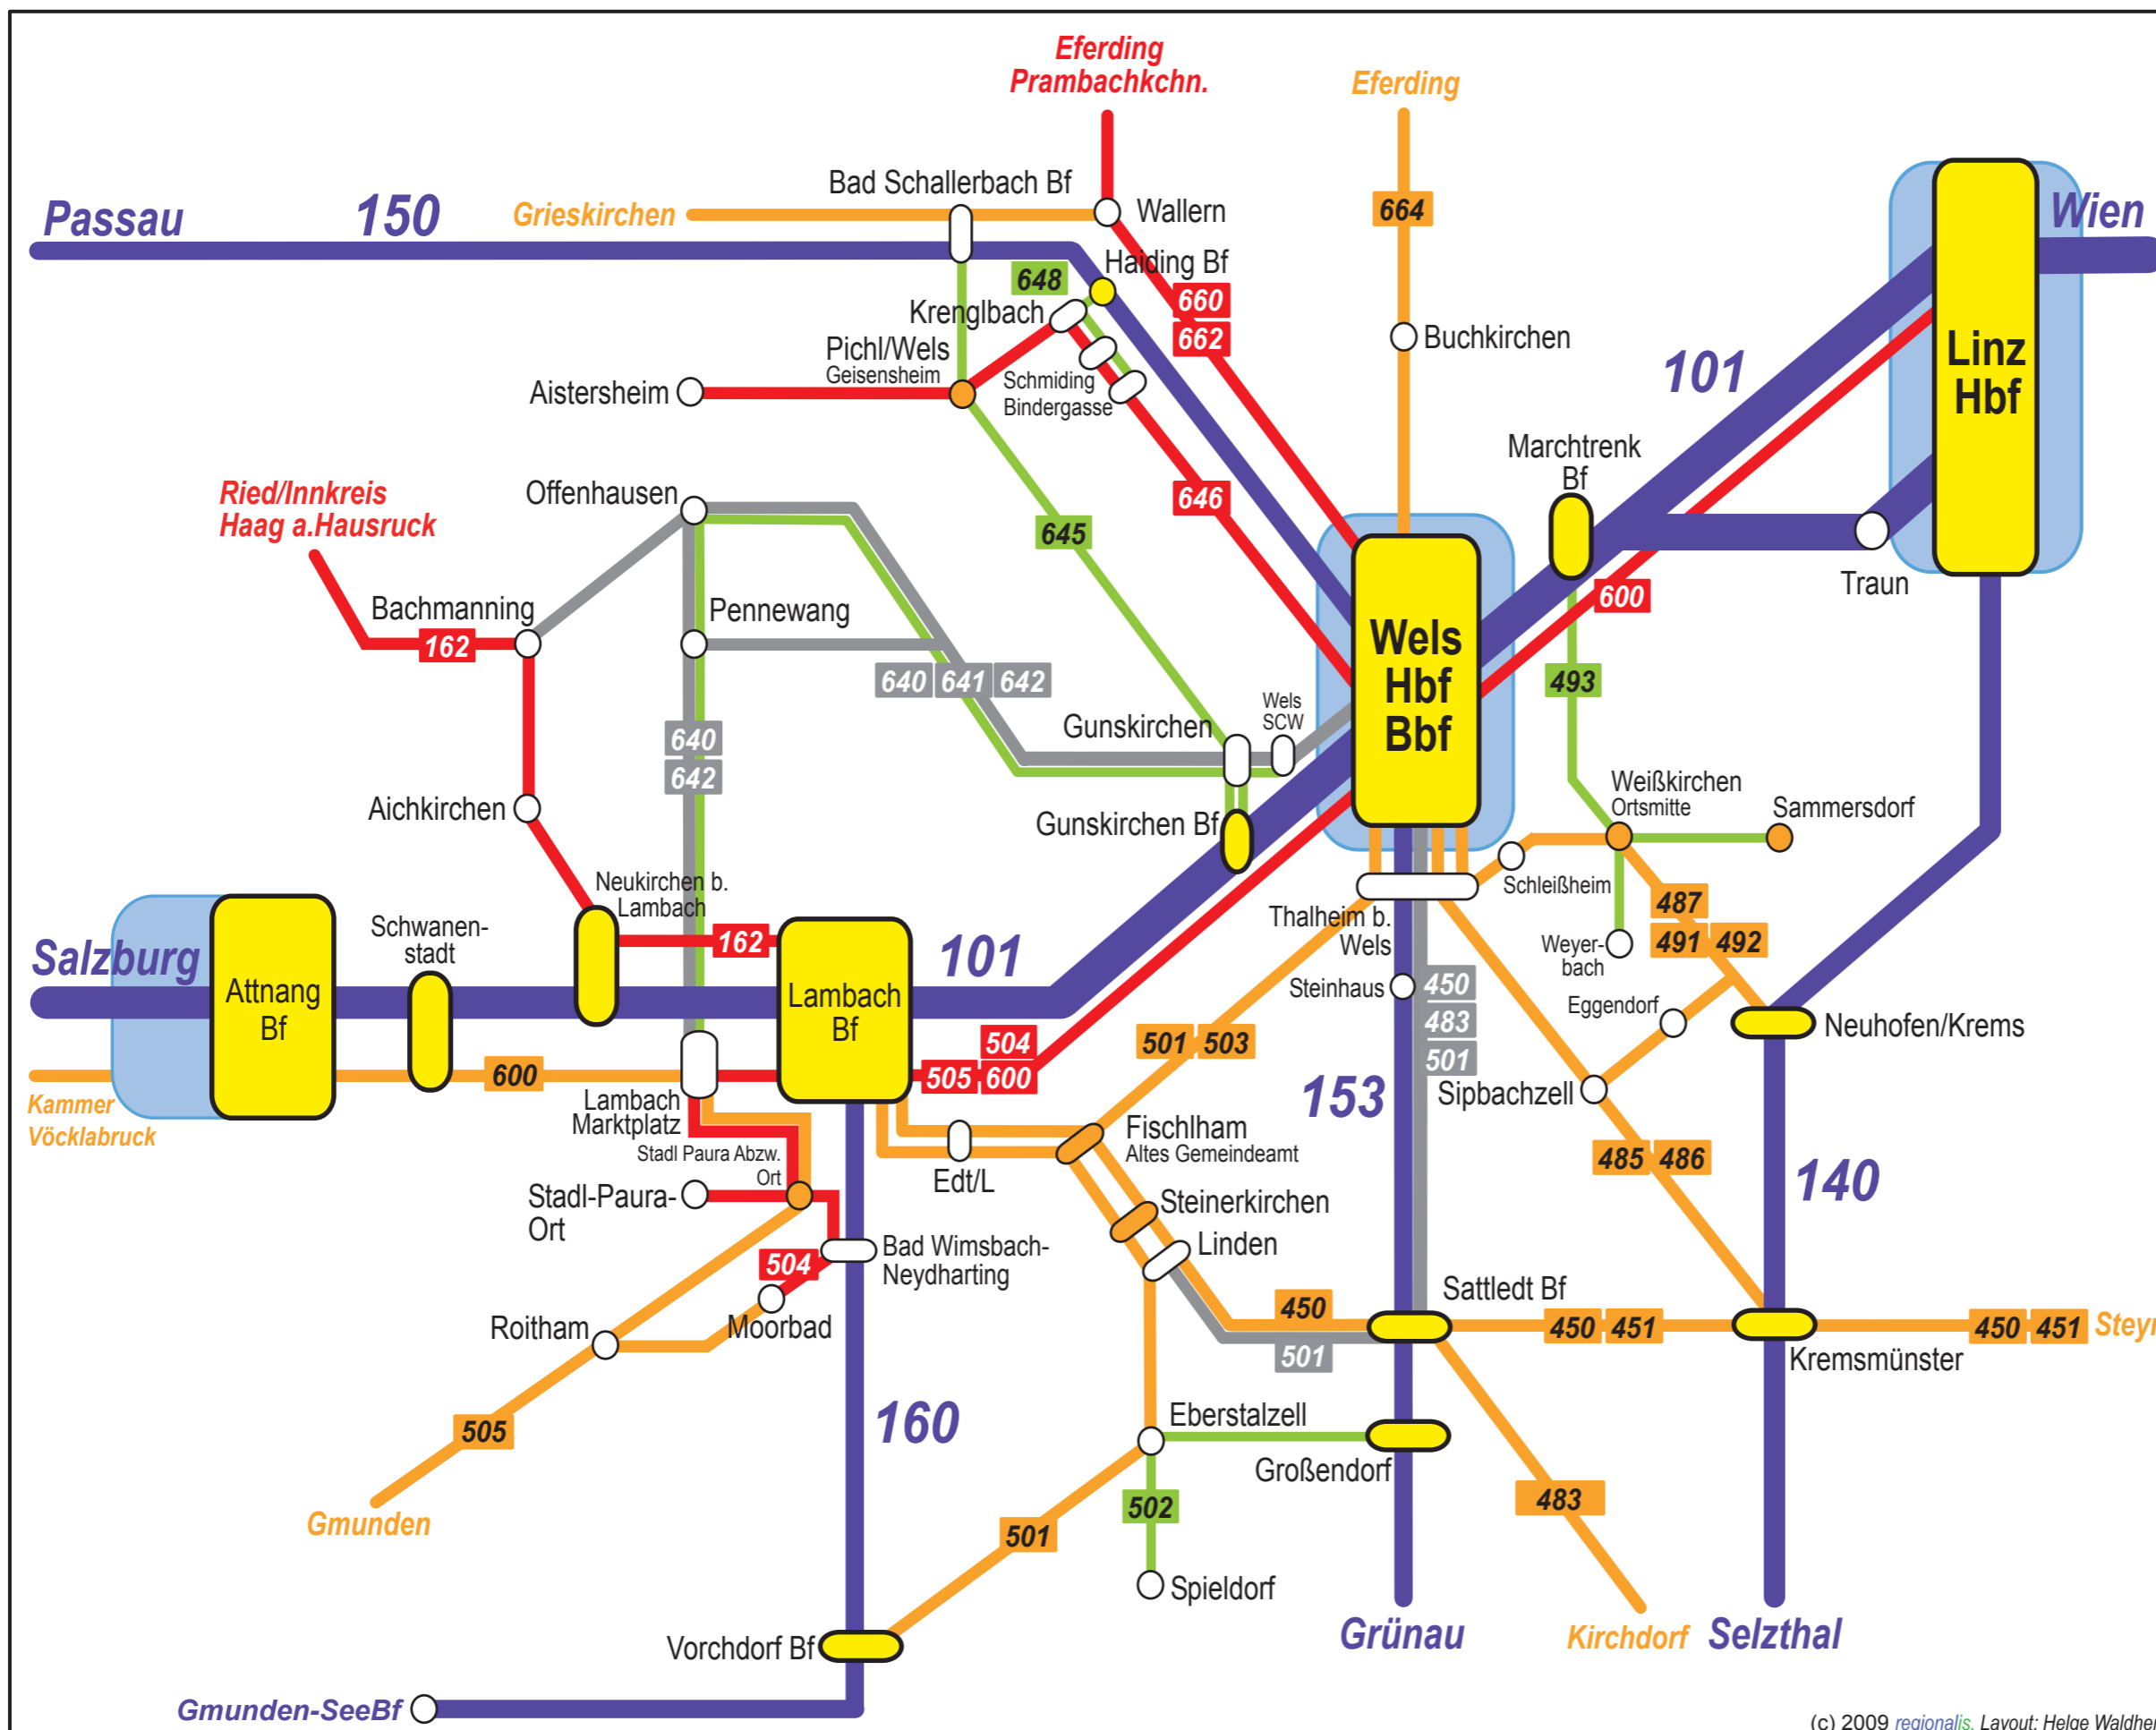 Eferding
Prambachkchn.
Eferding
Passau
150
Grieskirchen
Bad Schallerbach Bf
Wallern
664
Wien
648
Haiding Bf
660
662
Krenglbach
Pichl/Wels
Geisensheim
Schmiding
Bindergasse
Aistersheim
Buchkirchen
101
Linz
Hbf
Marchtrenk
Bf
Ried/Innkreis
Haag a.Hausruck
Offenhausen
646
645
Traun
600
Bachmanning
162
Pennewang
Wels
Hbf
Bbf
640 641 642
493
640
642
Gunskirchen
Wels
SCW
Aichkirchen
Gunskirchen Bf
Weißkirchen
Ortsmitte
Sammersdorf
Neukirchen b.
Lambach
Schleißheim
487
491 492
Weyer-
bach
Thalheim b.
Wels
Salzburg
Schwanen-
stadt
162
101
Attnang
Bf
Lambach
Bf
Steinhaus
450
483
501
Eggendorf
Neuhofen/Krems
504
505 600
501 503
600
Kammer
Vöcklabruck
Lambach
Marktplatz
153
Sipbachzell
Stadl Paura Abzw.
Ort
Edt/L
Fischlham
Altes Gemeindeamt
485 486
140
Stadl-Paura-
Ort
Steinerkirchen
Linden
504
Bad Wimsbach-
Neydharting
Moorbad
Roitham
450
501
Sattledt Bf
450 451
450 451
Steyr
Kremsmünster
505
160
Eberstalzell
Großendorf
Gmunden
501
502
483
Spieldorf
Vorchdorf Bf
Grünau
Kirchdorf
Selzthal
Gmunden-SeeBf
(c) 2009 regionalis. Layout: Helge Waldher